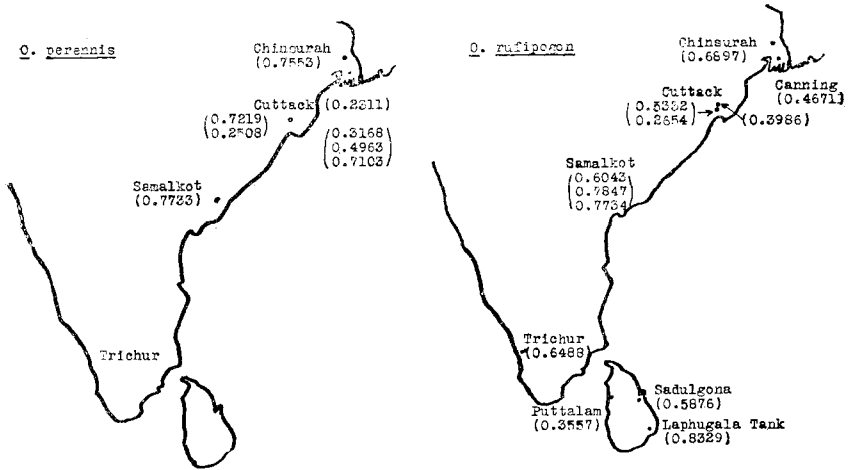 O. perennis
Chinourah
(0.7553)
Cuttack (0.2311)
(0.7219
0.2508)
(0.3168
0.4963
0.7103)
Samalkot
(0.7733)
Trichur
O. rufipogon
Chinsurah
(0.6897)
Canning
(0.4671)
Cuttack
(0.5332
0.2654)
(0.3986)
Samalkot
(0.6043
0.7847
0.7734)
Trichur
(0.6488)
Puttalam
(0.3557)
Sadulgona
(0.5876)
Laphugala Tank
(0.8329)